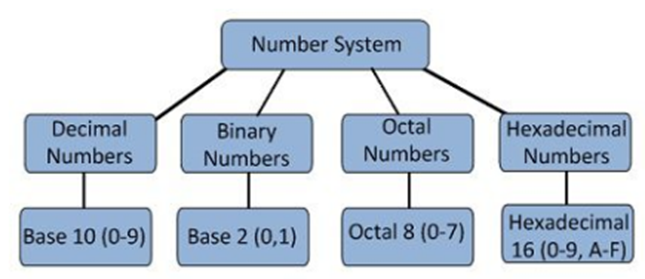 Number System
Decimal
Numbers
Binary
Numbers
Octal
Numbers
Hexadecimal
Numbers
Base 10 (0-9)
Base 2 (0,1)
Octal 8 (0-7)
Hexadecimal
16 (0-9, A-F)